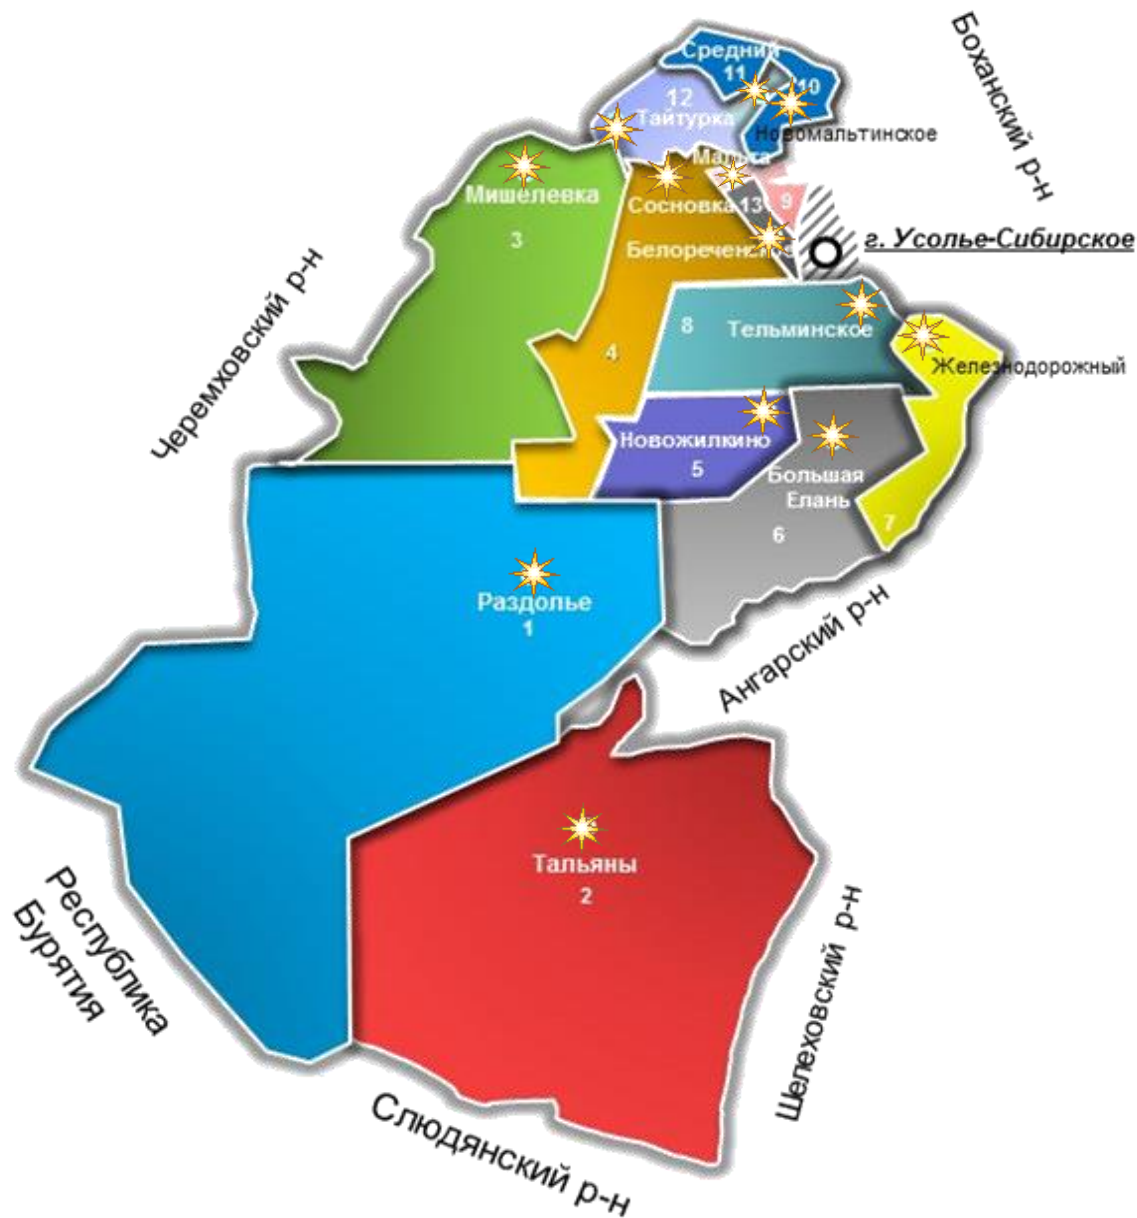 Средний
11
10
12
Тайтурка
Новомальтинское
Боханский р-н
Мальта
Мишелевка
3
Сосновка
13
9
Белореченское
г. Усолье-Сибирское
Черемховский р-н
8
Тельминское
4
Железнодорожный
Новожилкино
5
Большая
Елань
7
6
Раздолье
1
Ангарский р-н
Тальяны
2
Республика
Бурятия
Шелеховский р-н
Слюдянский р-н